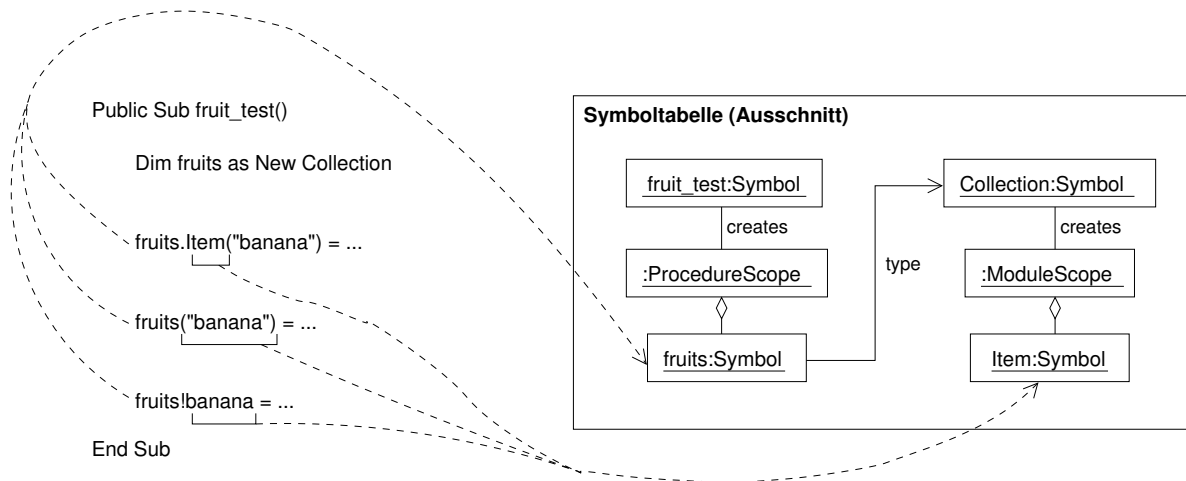 Public Sub fruit_test()
Dim fruits as New Collection
fruits.Item("banana") = ...
fruits("banana") = ...
fruits!banana = ...
End Sub
Symboltabelle (Ausschnitt)
fruit_test:Symbol
Collection:Symbol
creates
creates
:ProcedureScope
type
:ModuleScope
fruits:Symbol
Item:Symbol